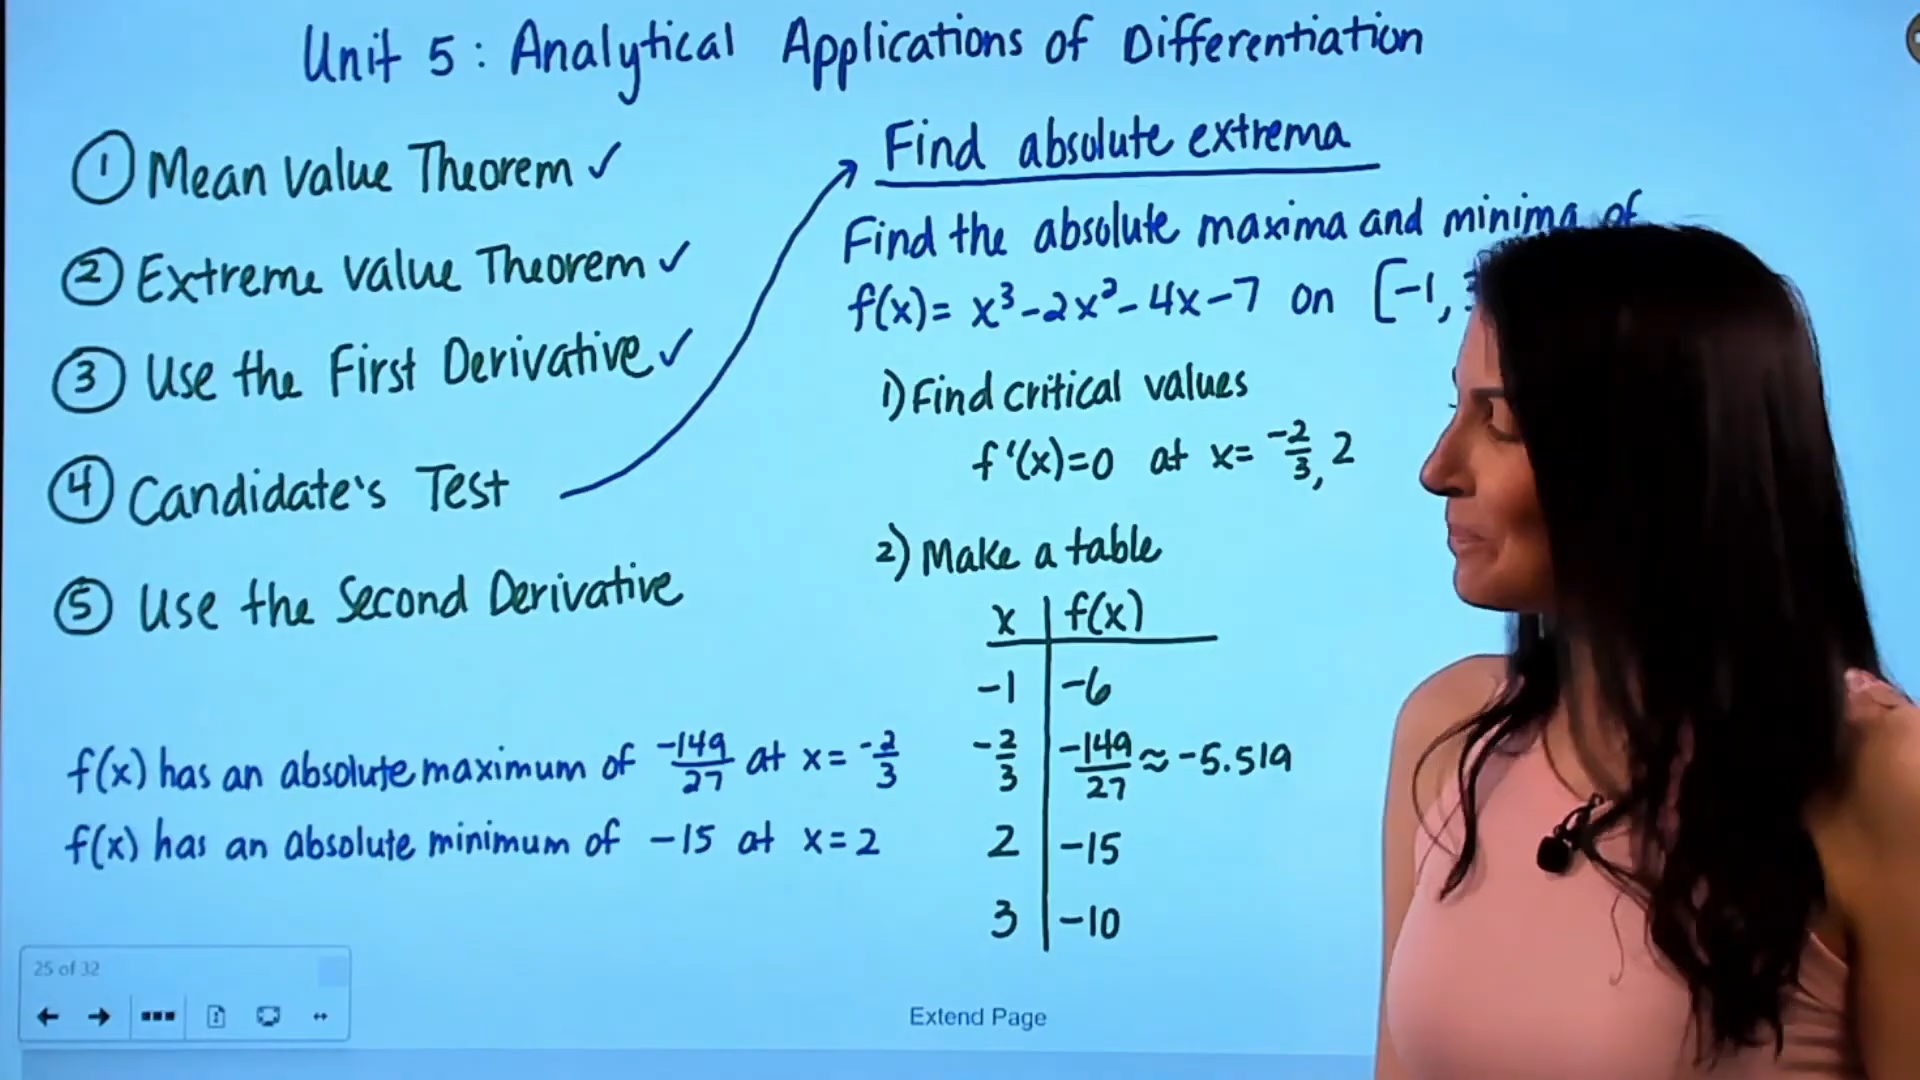 Unit 5: Analytical Applications of Differentiation
① Mean Value Theorem ✓
② Extreme Value Theorem ✓
③ Use the First Derivative ✓
④ Candidate's Test
⑤ Use the Second Derivative
f(x) has an absolute maximum of -149/27 at x = -2/3
f(x) has an absolute minimum of -15 at x = 2
Find absolute extrema
Find the absolute maxima and minima of
f(x) = x³ - 2x² - 4x - 7 on [-1,
1) Find critical values
f'(x)=0 at x= -2/3, 2
2) Make a table
x | f(x)
-1 | -6
-2/3 | -149/27 ≈ -5.519
2 | -15
3 | -10
25 of 32
Extend Page